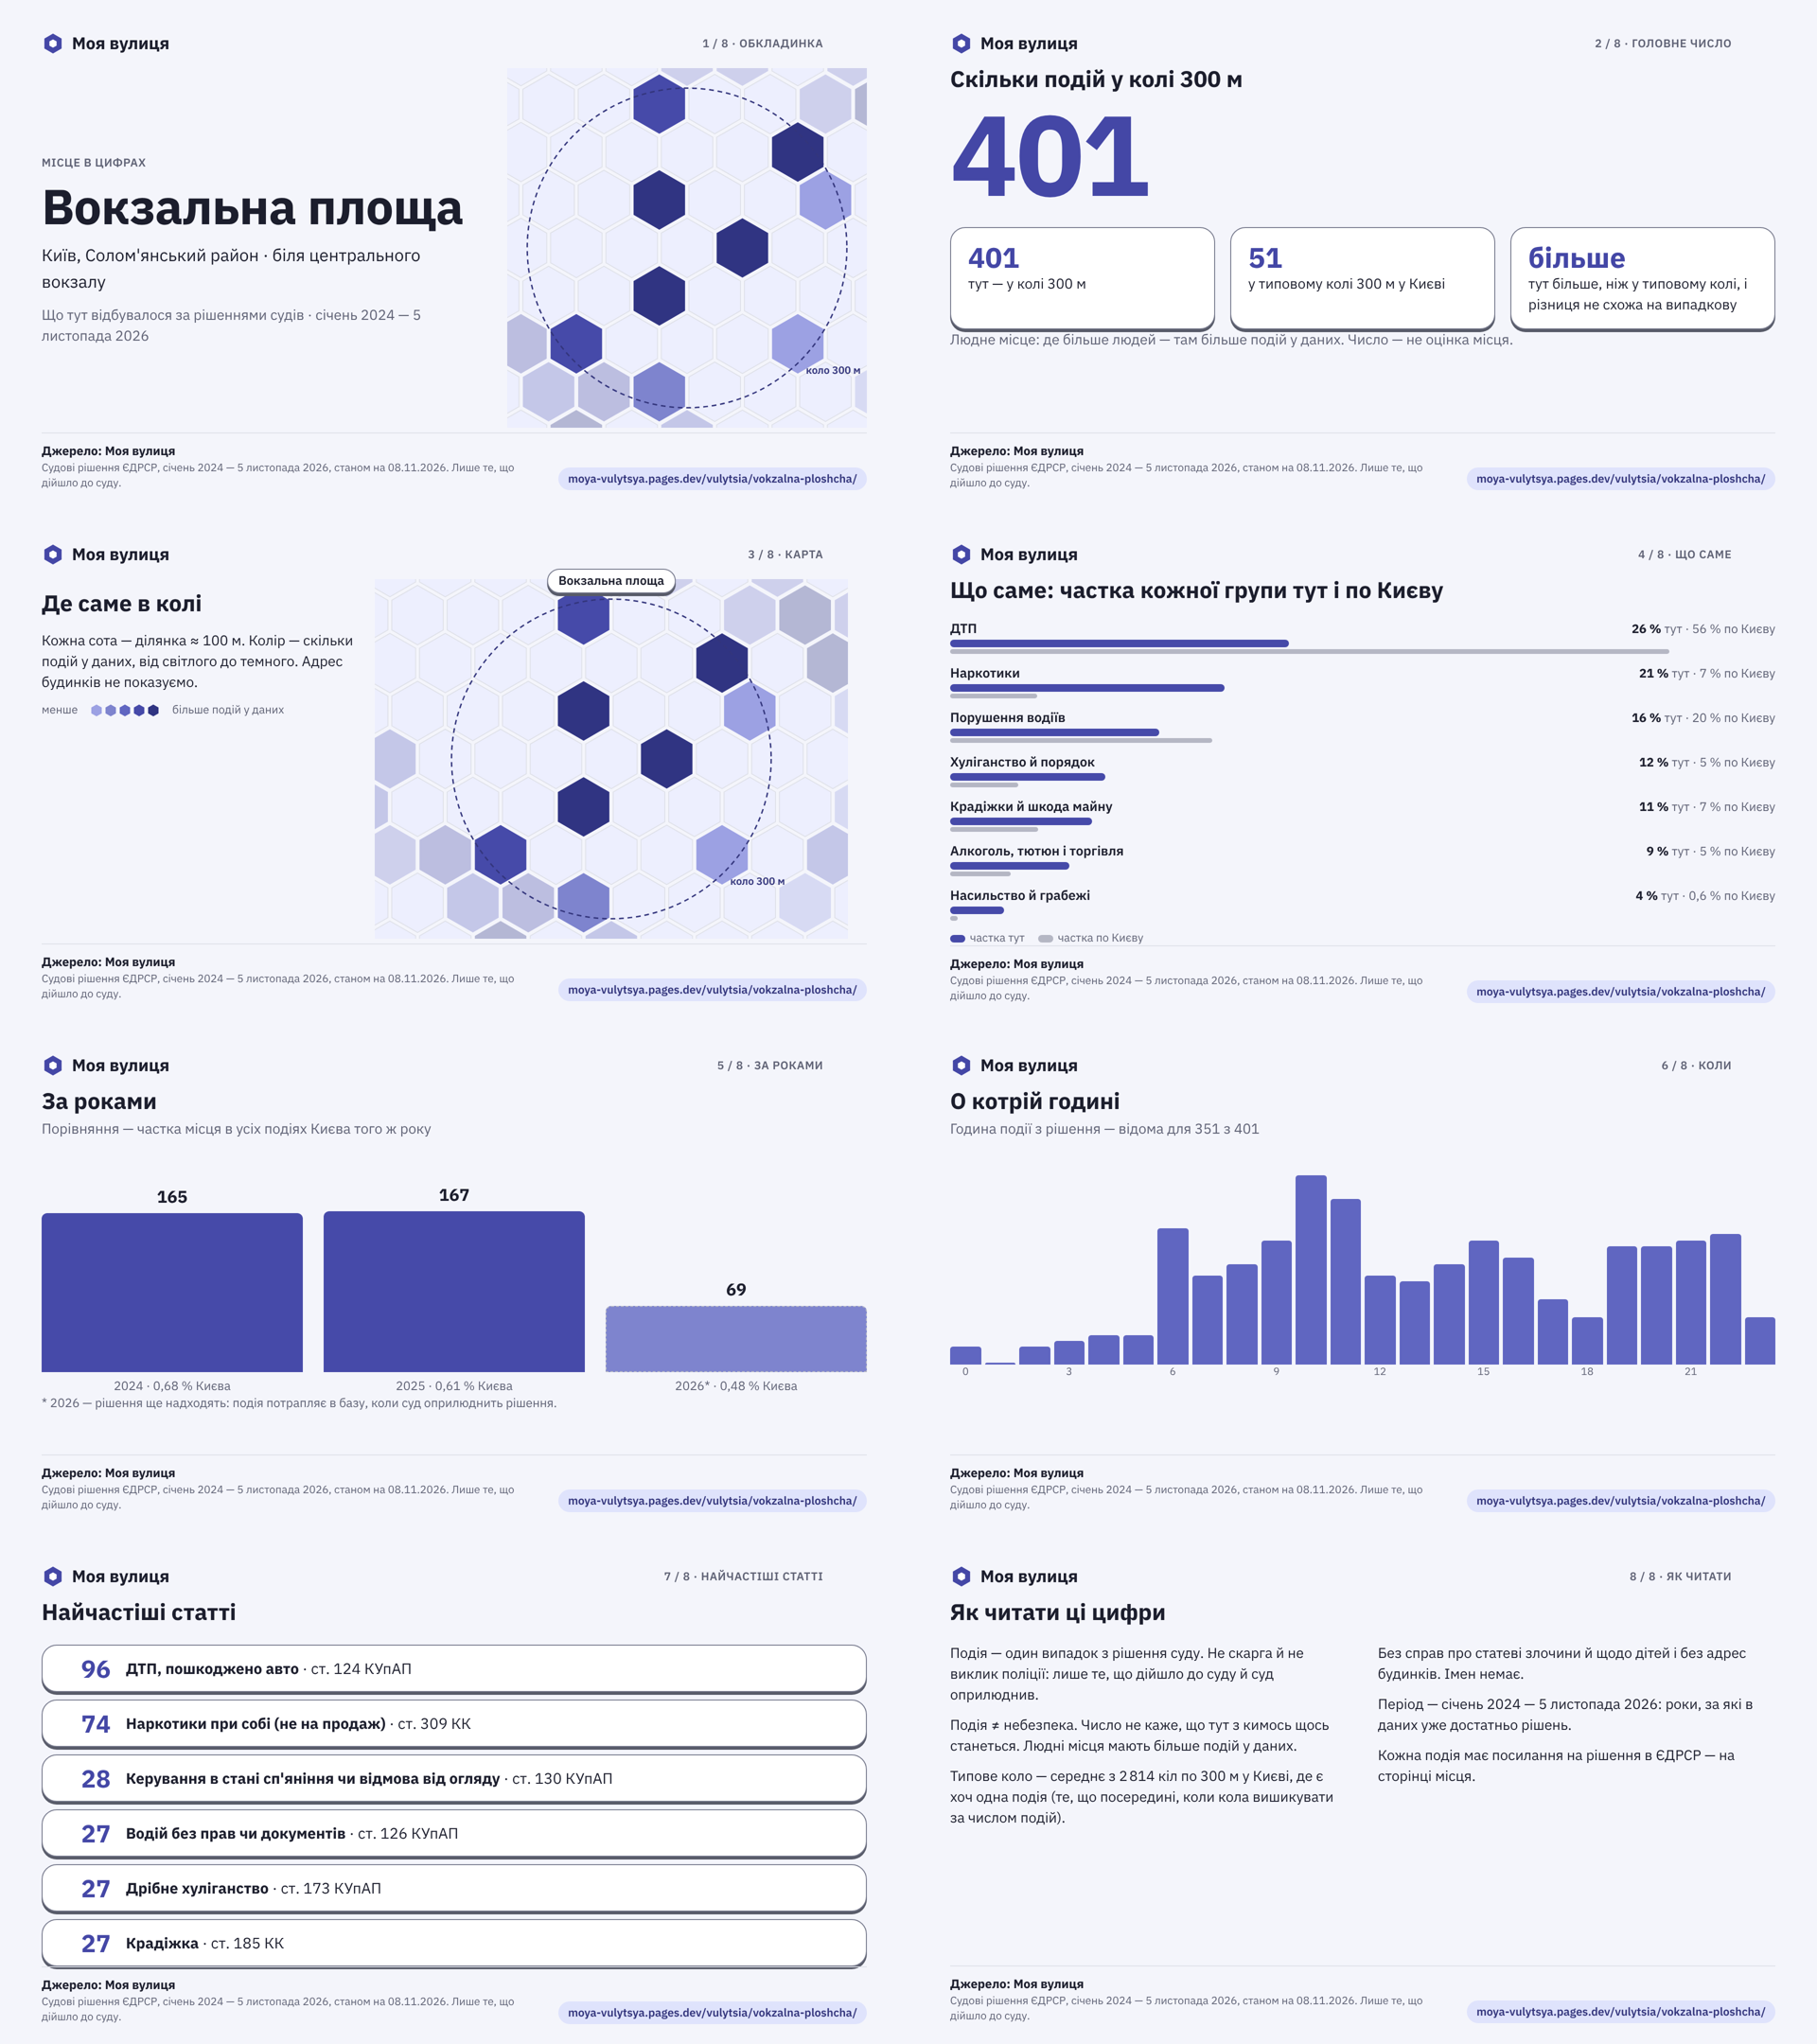 Моя вулиця
1 / 8 · ОБКЛАДИНКА
МІСЦЕ В ЦИФРАХ
Вокзальна площа
Київ, Солом'янський район · біля центрального
вокзалу
Що тут відбувалося за рішеннями судів · січень 2024 — 5
листопада 2026
коло 300 м
Джерело: Моя вулиця
Судові рішення ЄДРСР, січень 2024 — 5 листопада 2026, станом на 08.11.2026. Лише те, що
дійшло до суду.
moya-vulytsya.pages.dev/vulytsia/vokzalna-ploshcha/
Моя вулиця
2 / 8 · ГОЛОВНЕ ЧИСЛО
Скільки подій у колі 300 м
401
401
тут — у колі 300 м
51
у типовому колі 300 м у Києві
більше
тут більше, ніж у типовому колі, і
різниця не схожа на випадкову
Людне місце: де більше людей — там більше подій у даних. Число — не оцінка місця.
Джерело: Моя вулиця
Судові рішення ЄДРСР, січень 2024 — 5 листопада 2026, станом на 08.11.2026. Лише те, що
дійшло до суду.
moya-vulytsya.pages.dev/vulytsia/vokzalna-ploshcha/
Моя вулиця
3 / 8 · КАРТА
Де саме в колі
Кожна сота — ділянка ≈ 100 м. Колір — скільки
подій у даних, від світлого до темного. Адрес
будинків не показуємо.
менше
більше подій у даних
Вокзальна площа
коло 300 м
Джерело: Моя вулиця
Судові рішення ЄДРСР, січень 2024 — 5 листопада 2026, станом на 08.11.2026. Лише те, що
дійшло до суду.
moya-vulytsya.pages.dev/vulytsia/vokzalna-ploshcha/
Моя вулиця
4 / 8 · ЩО САМЕ
Що саме: частка кожної групи тут і по Києву
ДТП
26 % тут · 56 % по Києву
Наркотики
21 % тут · 7 % по Києву
Порушення водіїв
16 % тут · 20 % по Києву
Хуліганство й порядок
12 % тут · 5 % по Києву
Крадіжки й шкода майну
11 % тут · 7 % по Києву
Алкоголь, тютюн і торгівля
9 % тут · 5 % по Києву
Насильство й грабежі
4 % тут · 0,6 % по Києву
частка тут
частка по Києву
Джерело: Моя вулиця
Судові рішення ЄДРСР, січень 2024 — 5 листопада 2026, станом на 08.11.2026. Лише те, що
дійшло до суду.
moya-vulytsya.pages.dev/vulytsia/vokzalna-ploshcha/
Моя вулиця
5 / 8 · ЗА РОКАМИ
За роками
Порівняння — частка місця в усіх подіях Києва того ж року
165
167
69
2024 · 0,68 % Києва
2025 · 0,61 % Києва
2026* · 0,48 % Києва
* 2026 — рішення ще надходять: подія потрапляє в базу, коли суд оприлюднить рішення.
Джерело: Моя вулиця
Судові рішення ЄДРСР, січень 2024 — 5 листопада 2026, станом на 08.11.2026. Лише те, що
дійшло до суду.
moya-vulytsya.pages.dev/vulytsia/vokzalna-ploshcha/
Моя вулиця
6 / 8 · КОЛИ
О котрій годині
Година події з рішення — відома для 351 з 401
0 3 6 9 12 15 18 21
Джерело: Моя вулиця
Судові рішення ЄДРСР, січень 2024 — 5 листопада 2026, станом на 08.11.2026. Лише те, що
дійшло до суду.
moya-vulytsya.pages.dev/vulytsia/vokzalna-ploshcha/
Моя вулиця
7 / 8 · НАЙЧАСТІШІ СТАТТІ
Найчастіші статті
96 ДТП, пошкоджено авто · ст. 124 КУпАП
74 Наркотики при собі (не на продаж) · ст. 309 КК
28 Керування в стані сп'яніння чи відмова від огляду · ст. 130 КУпАП
27 Водій без прав чи документів · ст. 126 КУпАП
27 Дрібне хуліганство · ст. 173 КУпАП
27 Крадіжка · ст. 185 КК
Джерело: Моя вулиця
Судові рішення ЄДРСР, січень 2024 — 5 листопада 2026, станом на 08.11.2026. Лише те, що
дійшло до суду.
moya-vulytsya.pages.dev/vulytsia/vokzalna-ploshcha/
Моя вулиця
8 / 8 · ЯК ЧИТАТИ
Як читати ці цифри
Подія — один випадок з рішення суду. Не скарга й не
виклик поліції: лише те, що дійшло до суду й суд
оприлюднив.
Подія ≠ небезпека. Число не каже, що тут з кимось щось
станеться. Людні місця мають більше подій у даних.
Типове коло — середнє з 2 814 кіл по 300 м у Києві, де є
хоч одна подія (те, що посередині, коли кола вишикувати
за числом подій).
Без справ про статеві злочини й щодо дітей і без адрес
будинків. Імен немає.
Період — січень 2024 — 5 листопада 2026: роки, за які в
даних уже достатньо рішень.
Кожна подія має посилання на рішення в ЄДРСР — на
сторінці місця.
Джерело: Моя вулиця
Судові рішення ЄДРСР, січень 2024 — 5 листопада 2026, станом на 08.11.2026. Лише те, що
дійшло до суду.
moya-vulytsya.pages.dev/vulytsia/vokzalna-ploshcha/